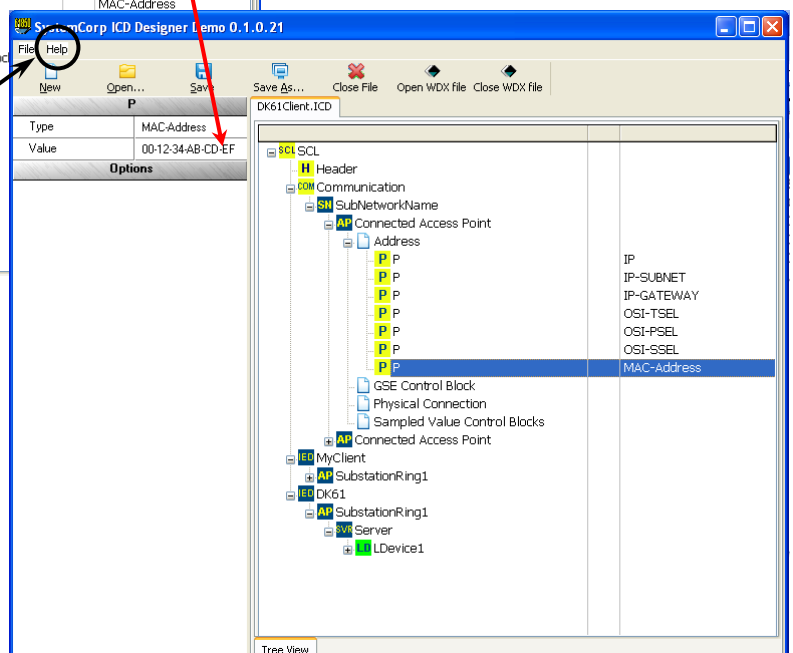 MAC-Address
SystemCorp ICD Designer Demo 0.1.0.21
File Help
New Open... Save Save As... Close File Open WDX file Close WDX file
P
DK61Client.ICD
Type MAC-Address
Value 00-12-34-AB-CD-EF
Options
SCL SCL
H Header
COM Communication
SN SubNetworkName
AP Connected Access Point
Address
P P IP
P P IP-SUBNET
P P IP-GATEWAY
P P OSI-TSEL
P P OSI-PSEL
P P OSI-SSEL
P P MAC-Address
GSE Control Block
Physical Connection
Sampled Value Control Blocks
AP Connected Access Point
IED MyClient
AP SubstationRing1
IED DK61
AP SubstationRing1
SVR Server
LD LDevice1
Tree View